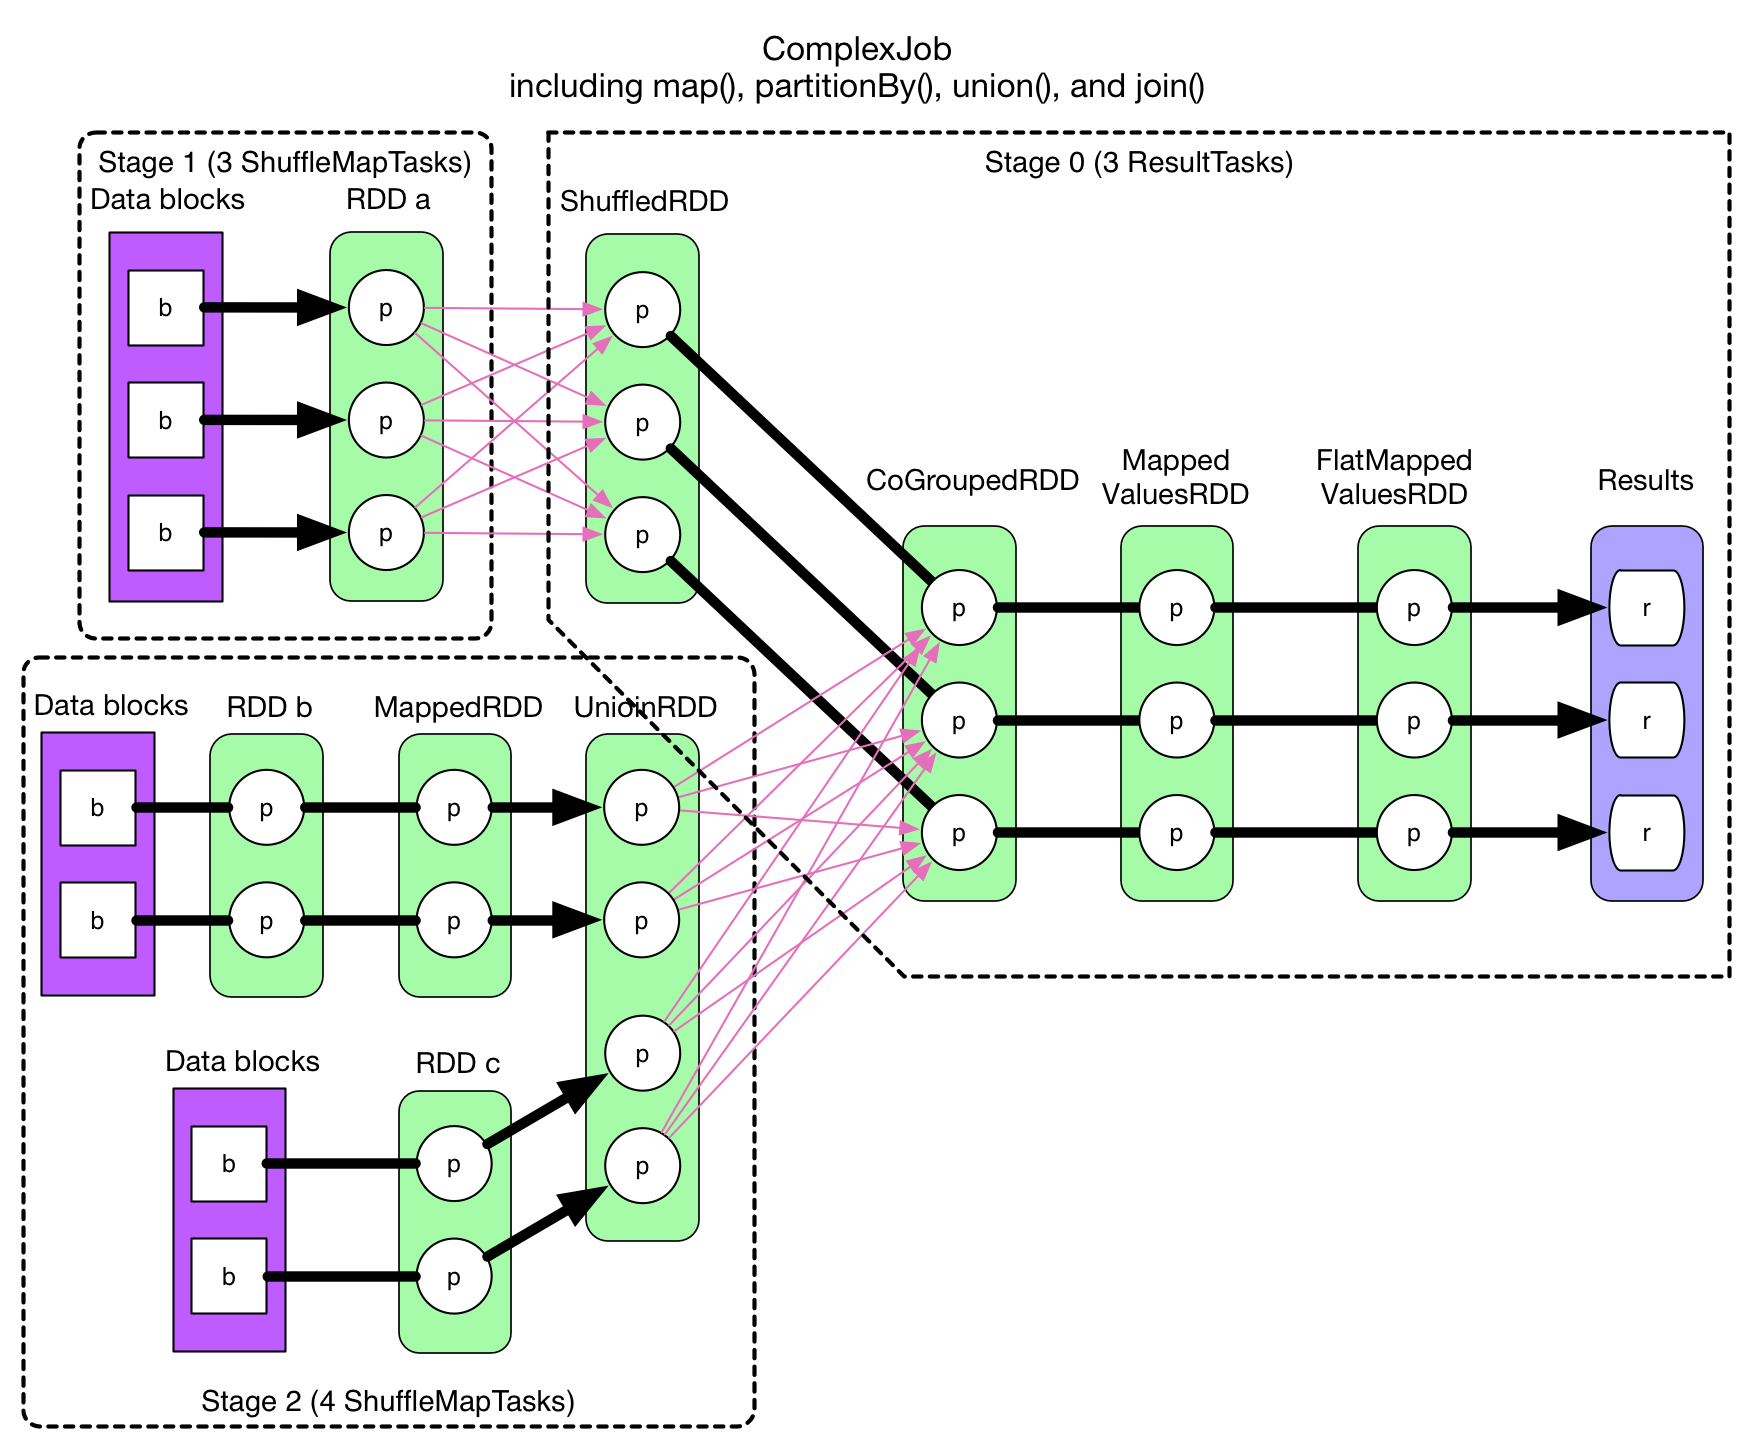 ComplexJob
including map(), partitionBy(), union(), and join()
Stage 1 (3 ShuffleMapTasks)
Data blocks
RDD a
b
p
b
p
b
p
Stage 0 (3 ResultTasks)
ShuffledRDD
p
p
p
CoGroupedRDD
Mapped
ValuesRDD
FlatMapped
ValuesRDD
Results
p
p
p
r
p
p
p
r
p
p
p
r
Data blocks
RDD b
MappedRDD
UnioinRDD
b
p
p
p
b
p
p
p
Data blocks
RDD c
p
b
p
p
b
p
Stage 2 (4 ShuffleMapTasks)